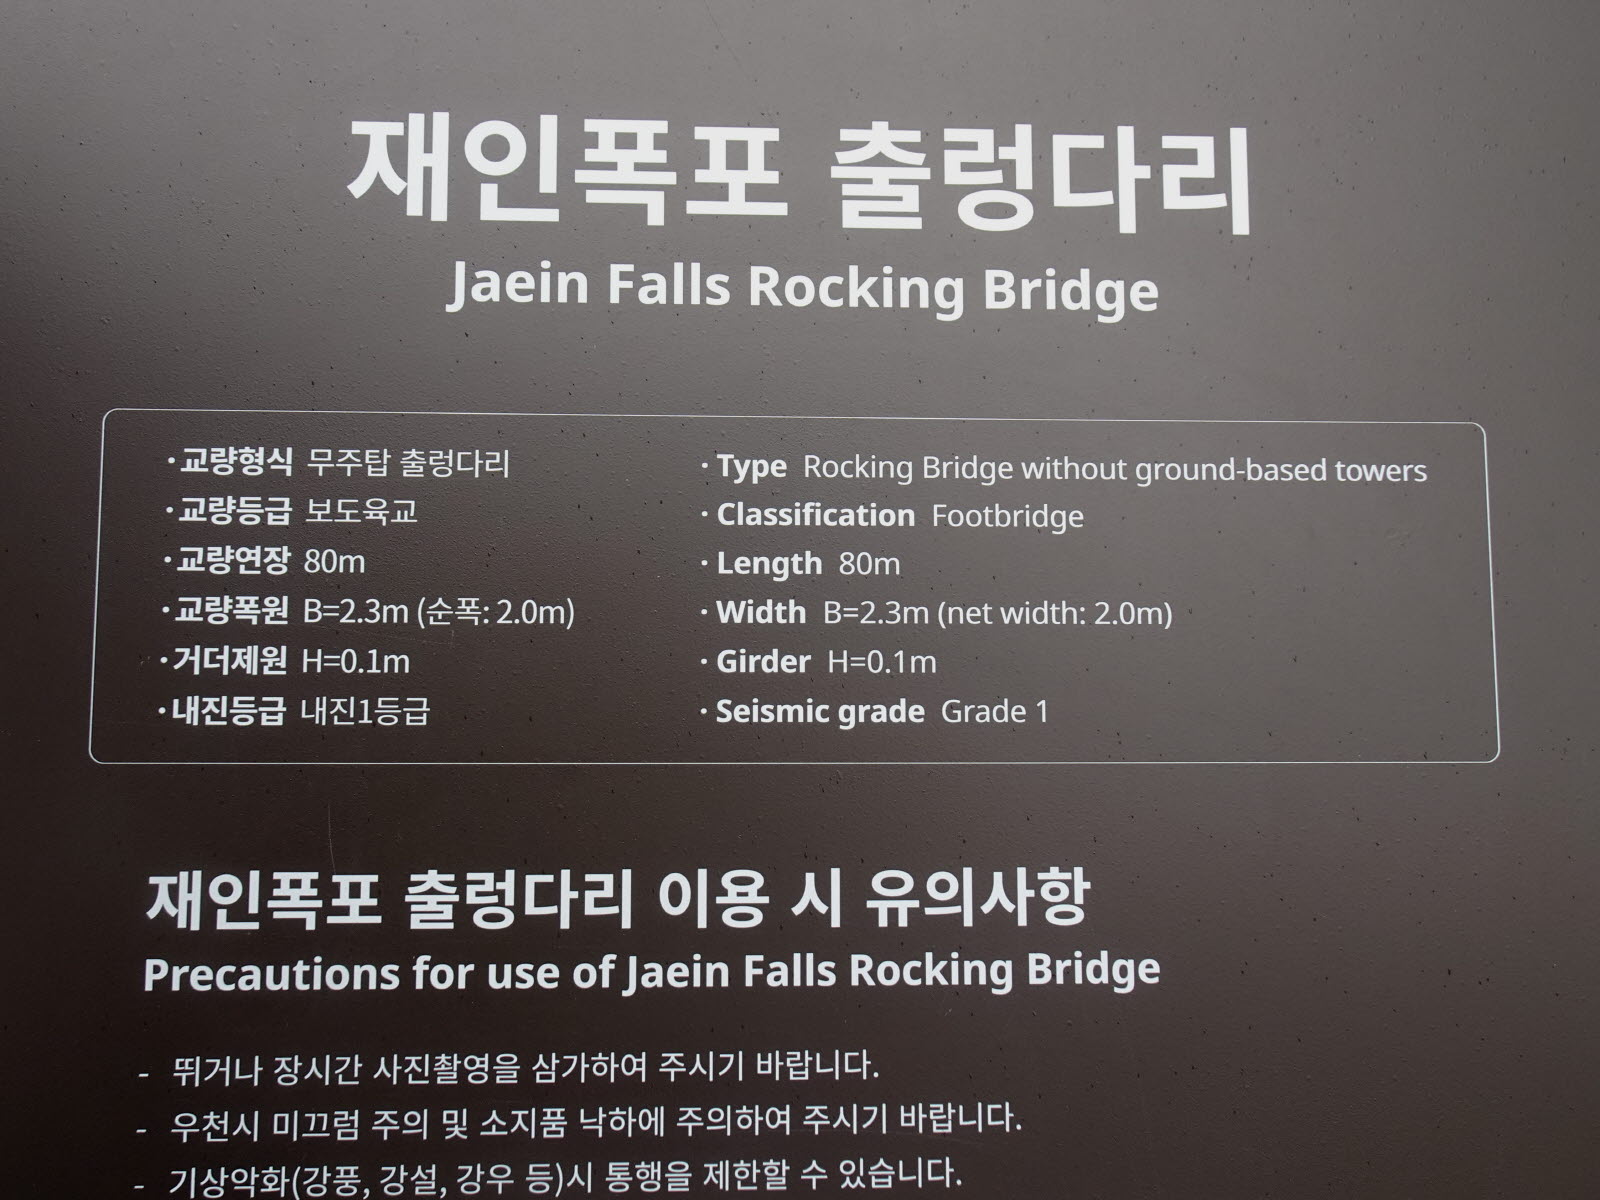 재인폭포 출렁다리
Jaein Falls Rocking Bridge
· 교량형식 무주탑 출렁다리
· 교량등급 보도육교
· 교량연장 80m
· 교량폭원 B=2.3m (순폭: 2.0m)
· 거더제원 H=0.1m
· 내진등급 내진1등급
· Type Rocking Bridge without ground-based towers
· Classification Footbridge
· Length 80m
· Width B=2.3m (net width: 2.0m)
· Girder H=0.1m
· Seismic grade Grade 1
재인폭포 출렁다리 이용 시 유의사항
Precautions for use of Jaein Falls Rocking Bridge
- 뛰거나 장시간 사진촬영을 삼가하여 주시기 바랍니다.
- 우천시 미끄럼 주의 및 소지품 낙하에 주의하여 주시기 바랍니다.
- 기상악화(강풍, 강설, 강우 등)시 통행을 제한할 수 있습니다.